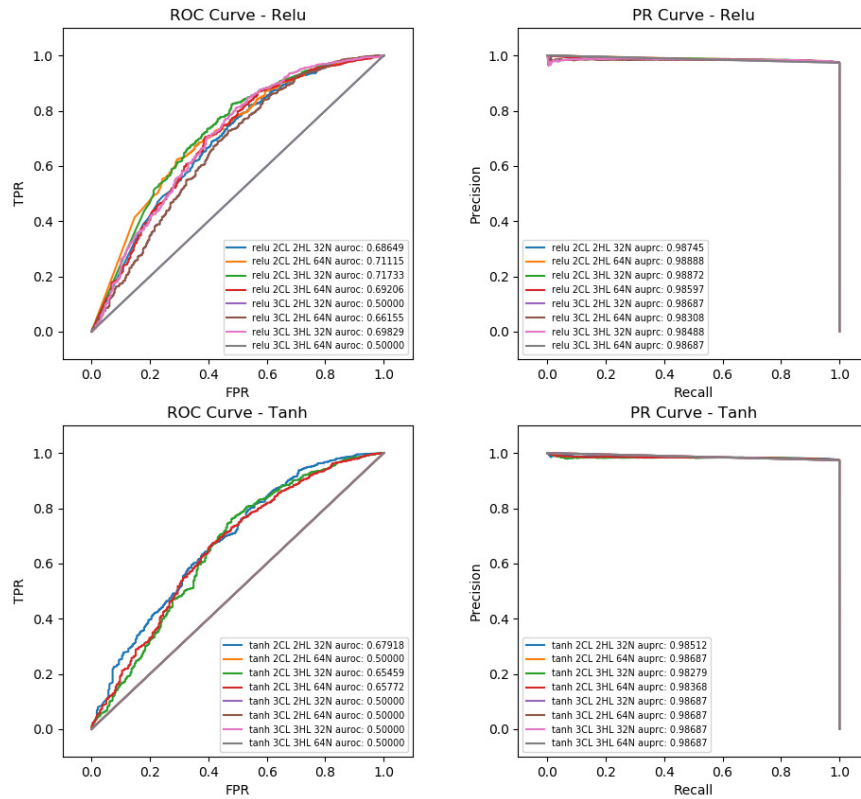 ROC Curve - Relu
1.0
0.8
0.6
0.4
0.2
0.0
TPR
0.0 0.2 0.4 0.6 0.8 1.0
FPR
relu 2CL 2HL 32N auroc: 0.68649
relu 2CL 2HL 64N auroc: 0.71115
relu 2CL 3HL 32N auroc: 0.71733
relu 2CL 3HL 64N auroc: 0.69206
relu 3CL 2HL 32N auroc: 0.50000
relu 3CL 2HL 64N auroc: 0.66155
relu 3CL 3HL 32N auroc: 0.69829
relu 3CL 3HL 64N auroc: 0.50000
PR Curve - Relu
1.0
0.8
0.6
0.4
0.2
0.0
Precision
0.0 0.2 0.4 0.6 0.8 1.0
Recall
relu 2CL 2HL 32N auprc: 0.98745
relu 2CL 2HL 64N auprc: 0.98888
relu 2CL 3HL 32N auprc: 0.98872
relu 2CL 3HL 64N auprc: 0.98597
relu 3CL 2HL 32N auprc: 0.98687
relu 3CL 2HL 64N auprc: 0.98308
relu 3CL 3HL 32N auprc: 0.98488
relu 3CL 3HL 64N auprc: 0.98687
ROC Curve - Tanh
1.0
0.8
0.6
0.4
0.2
0.0
TPR
0.0 0.2 0.4 0.6 0.8 1.0
FPR
tanh 2CL 2HL 32N auroc: 0.67918
tanh 2CL 2HL 64N auroc: 0.50000
tanh 2CL 3HL 32N auroc: 0.65459
tanh 2CL 3HL 64N auroc: 0.65772
tanh 3CL 2HL 32N auroc: 0.50000
tanh 3CL 2HL 64N auroc: 0.50000
tanh 3CL 3HL 32N auroc: 0.50000
tanh 3CL 3HL 64N auroc: 0.50000
PR Curve - Tanh
1.0
0.8
0.6
0.4
0.2
0.0
Precision
0.0 0.2 0.4 0.6 0.8 1.0
Recall
tanh 2CL 2HL 32N auprc: 0.98512
tanh 2CL 2HL 64N auprc: 0.98687
tanh 2CL 3HL 32N auprc: 0.98279
tanh 2CL 3HL 64N auprc: 0.98368
tanh 3CL 2HL 32N auprc: 0.98687
tanh 3CL 2HL 64N auprc: 0.98687
tanh 3CL 3HL 32N auprc: 0.98687
tanh 3CL 3HL 64N auprc: 0.98687